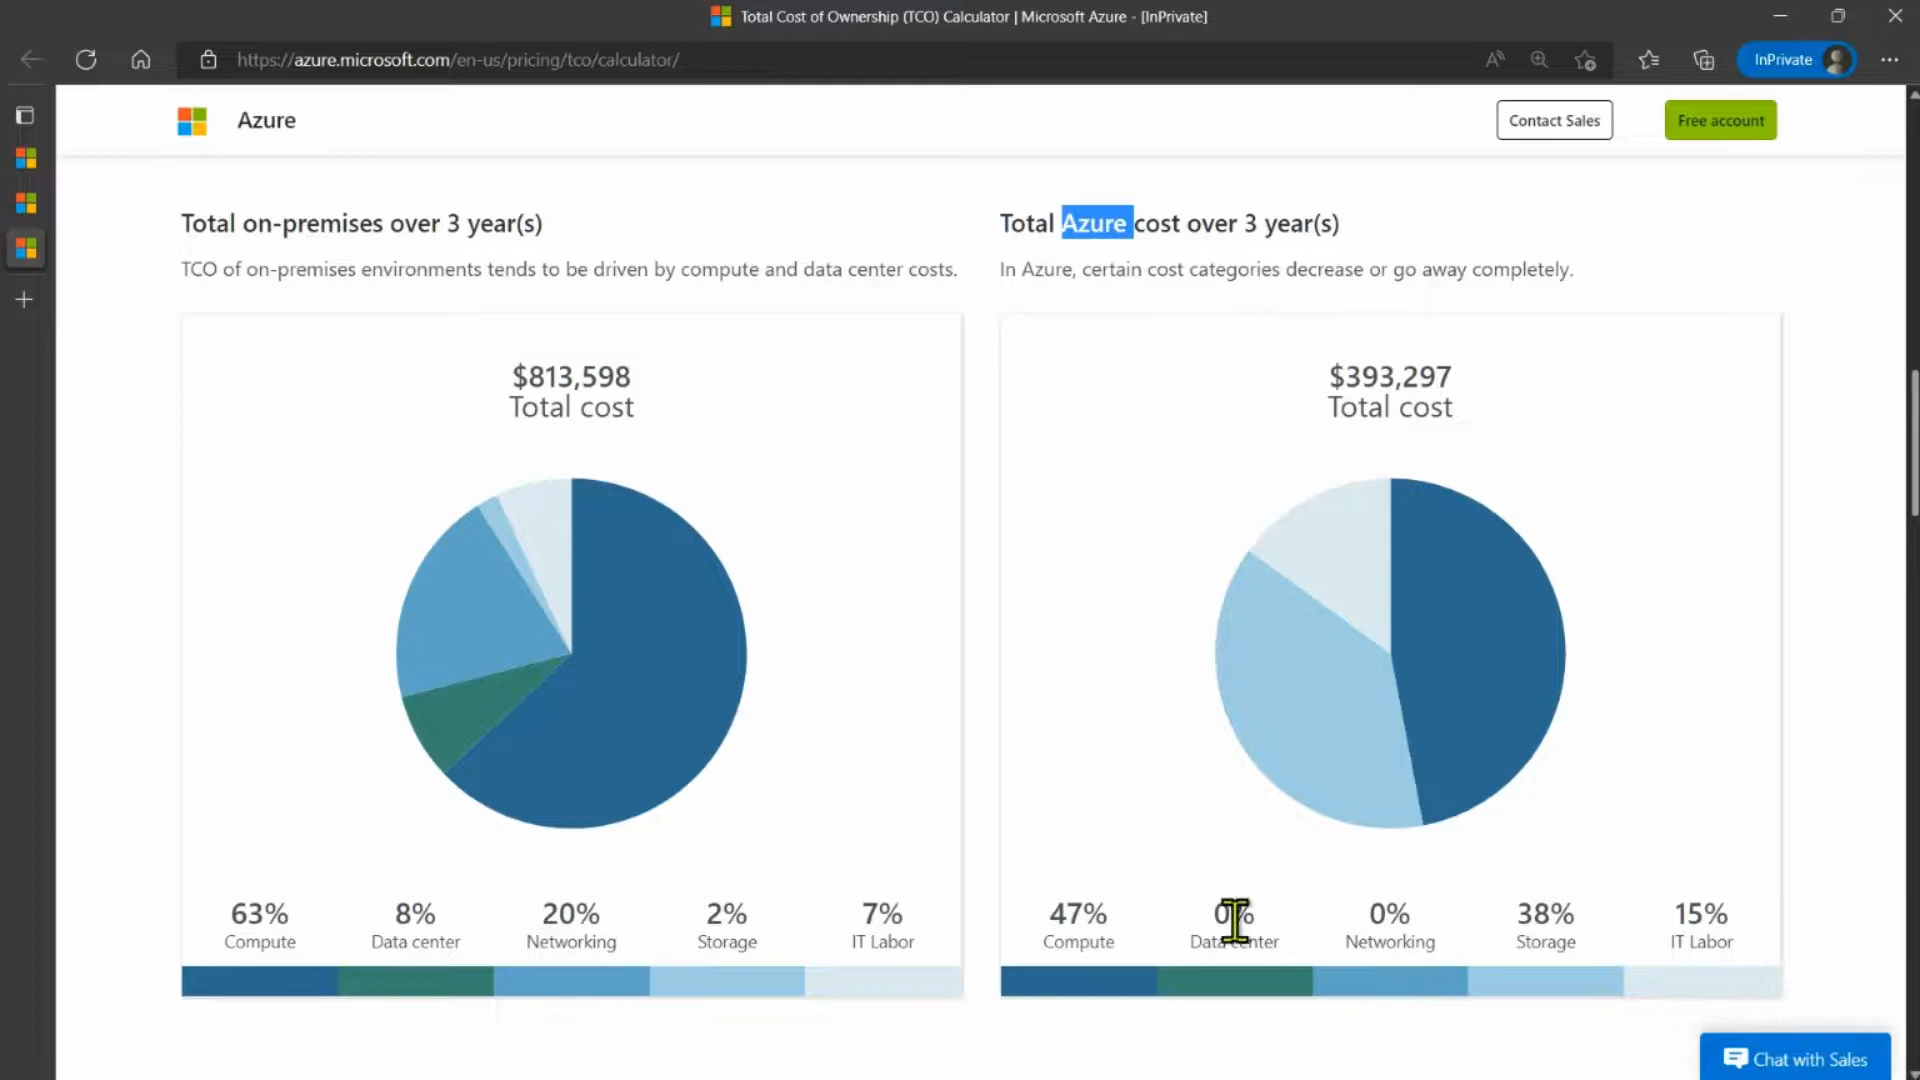 Total Cost of Ownership (TCO) Calculator | Microsoft Azure - [InPrivate]
https://azure.microsoft.com/en-us/pricing/tco/calculator/
InPrivate
Azure
Contact Sales
Free account
Total on-premises over 3 year(s)
TCO of on-premises environments tends to be driven by compute and data center costs.
$813,598
Total cost
63%
8%
20%
2%
7%
Compute
Data center
Networking
Storage
IT Labor
Total Azure cost over 3 year(s)
In Azure, certain cost categories decrease or go away completely.
$393,297
Total cost
47%
0%
0%
38%
15%
Compute
Data center
Networking
Storage
IT Labor
Chat with Sales